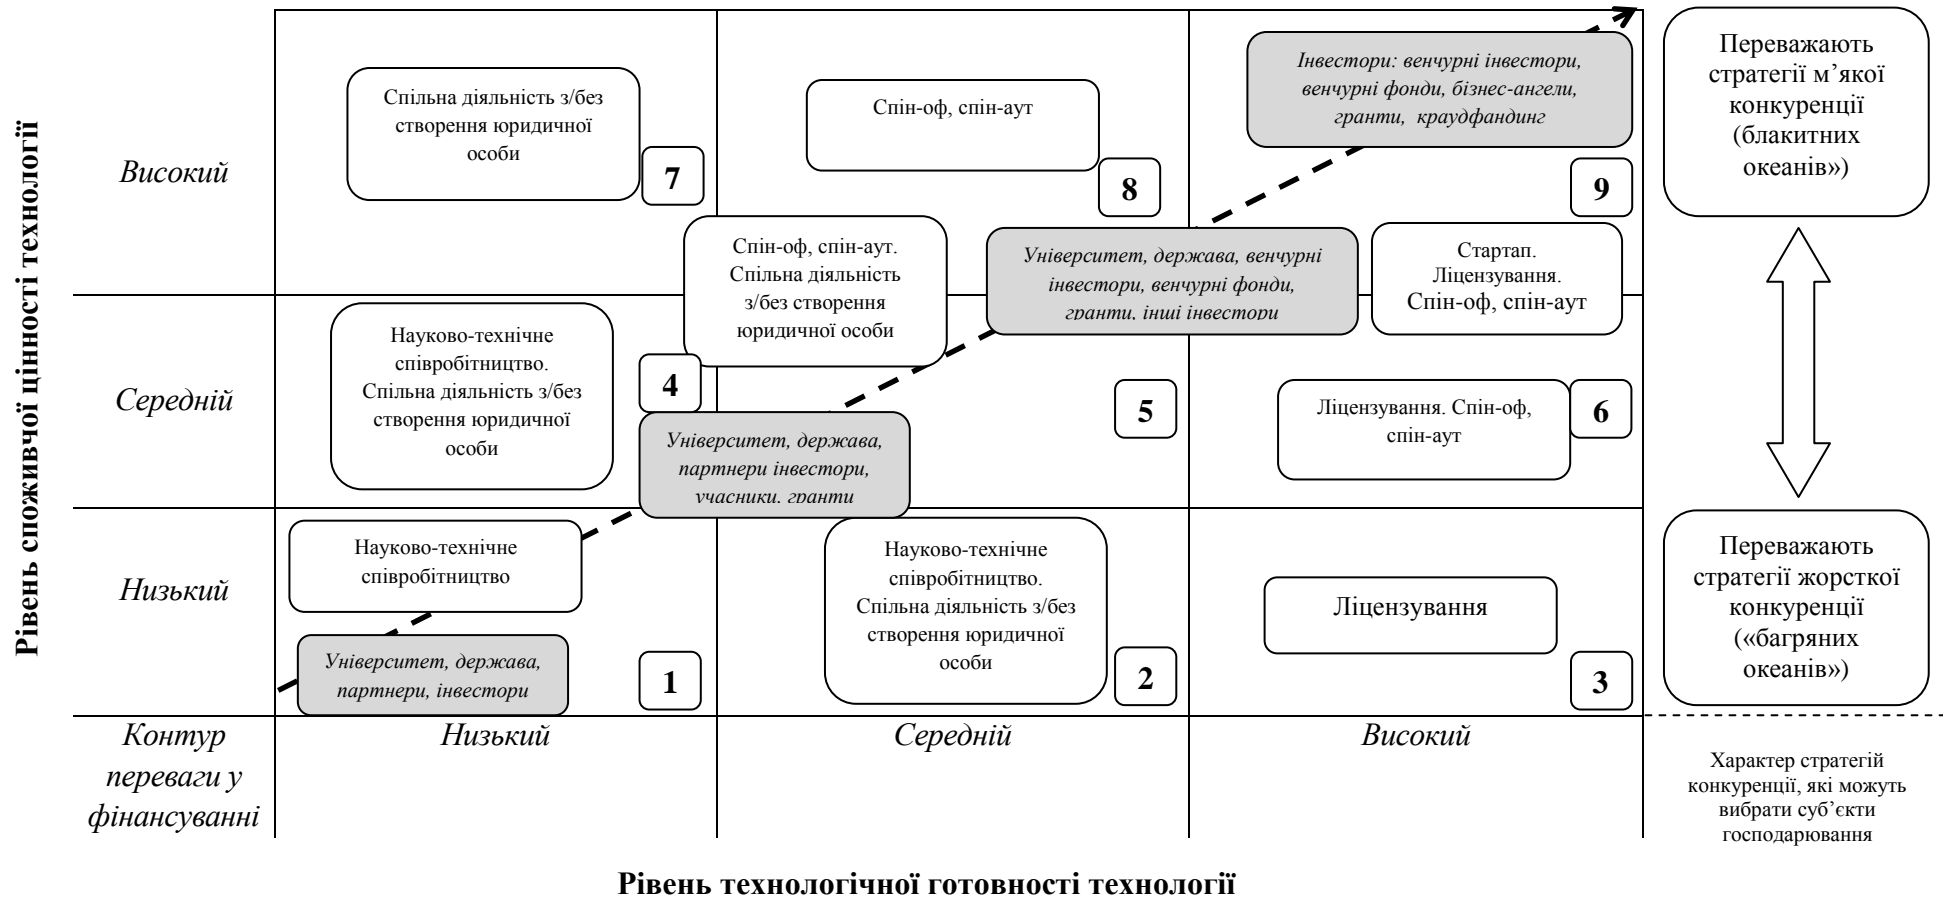 Рівень споживчої цінності технології
Високий
Спільна діяльність з/без
створення юридичної
особи
7
Спін-оф, спін-аут
8
Інвестори: венчурні інвестори,
венчурні фонди, бізнес-ангели,
гранти, краудфандинг
9
Переважають
стратегії м’якої
конкуренції
(блакитних
океанів»)
Спін-оф, спін-аут.
Спільна діяльність
з/без створення
юридичної особи
Університет, держава, венчурні
інвестори, венчурні фонди,
гранти, інші інвестори
Стартап.
Ліцензування.
Спін-оф, спін-аут
Середній
Науково-технічне
співробітництво.
Спільна діяльність з/без
створення юридичної
особи
4
Університет, держава,
партнери інвестори,
учасники, гранти
5
Ліцензування. Спін-оф,
спін-аут
6
Низький
Науково-технічне
співробітництво
Університет, держава,
партнери, інвестори
1
Науково-технічне
співробітництво.
Спільна діяльність з/без
створення юридичної
особи
2
Ліцензування
3
Переважають
стратегії жорсткої
конкуренції
(«багряних
океанів»)
Контур
переваги у
фінансуванні
Низький
Середній
Високий
Характер стратегій
конкуренції, які можуть
вибрати суб’єкти
господарювання
Рівень технологічної готовності технології